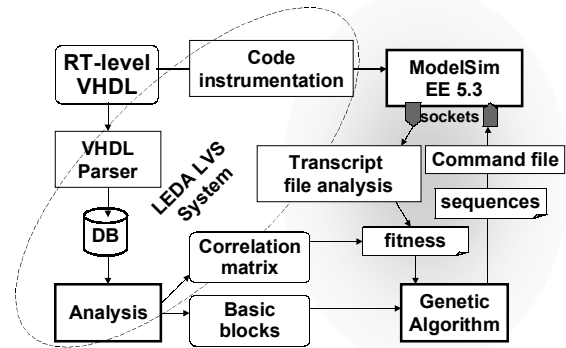 RT-level
VHDL
Code
instrumentation
ModelSim
EE 5.3
sockets
VHDL
Parser
LEDA LVS
System
Transcript
file analysis
Command file
sequences
DB
Correlation
matrix
fitness
Analysis
Basic
blocks
Genetic
Algorithm